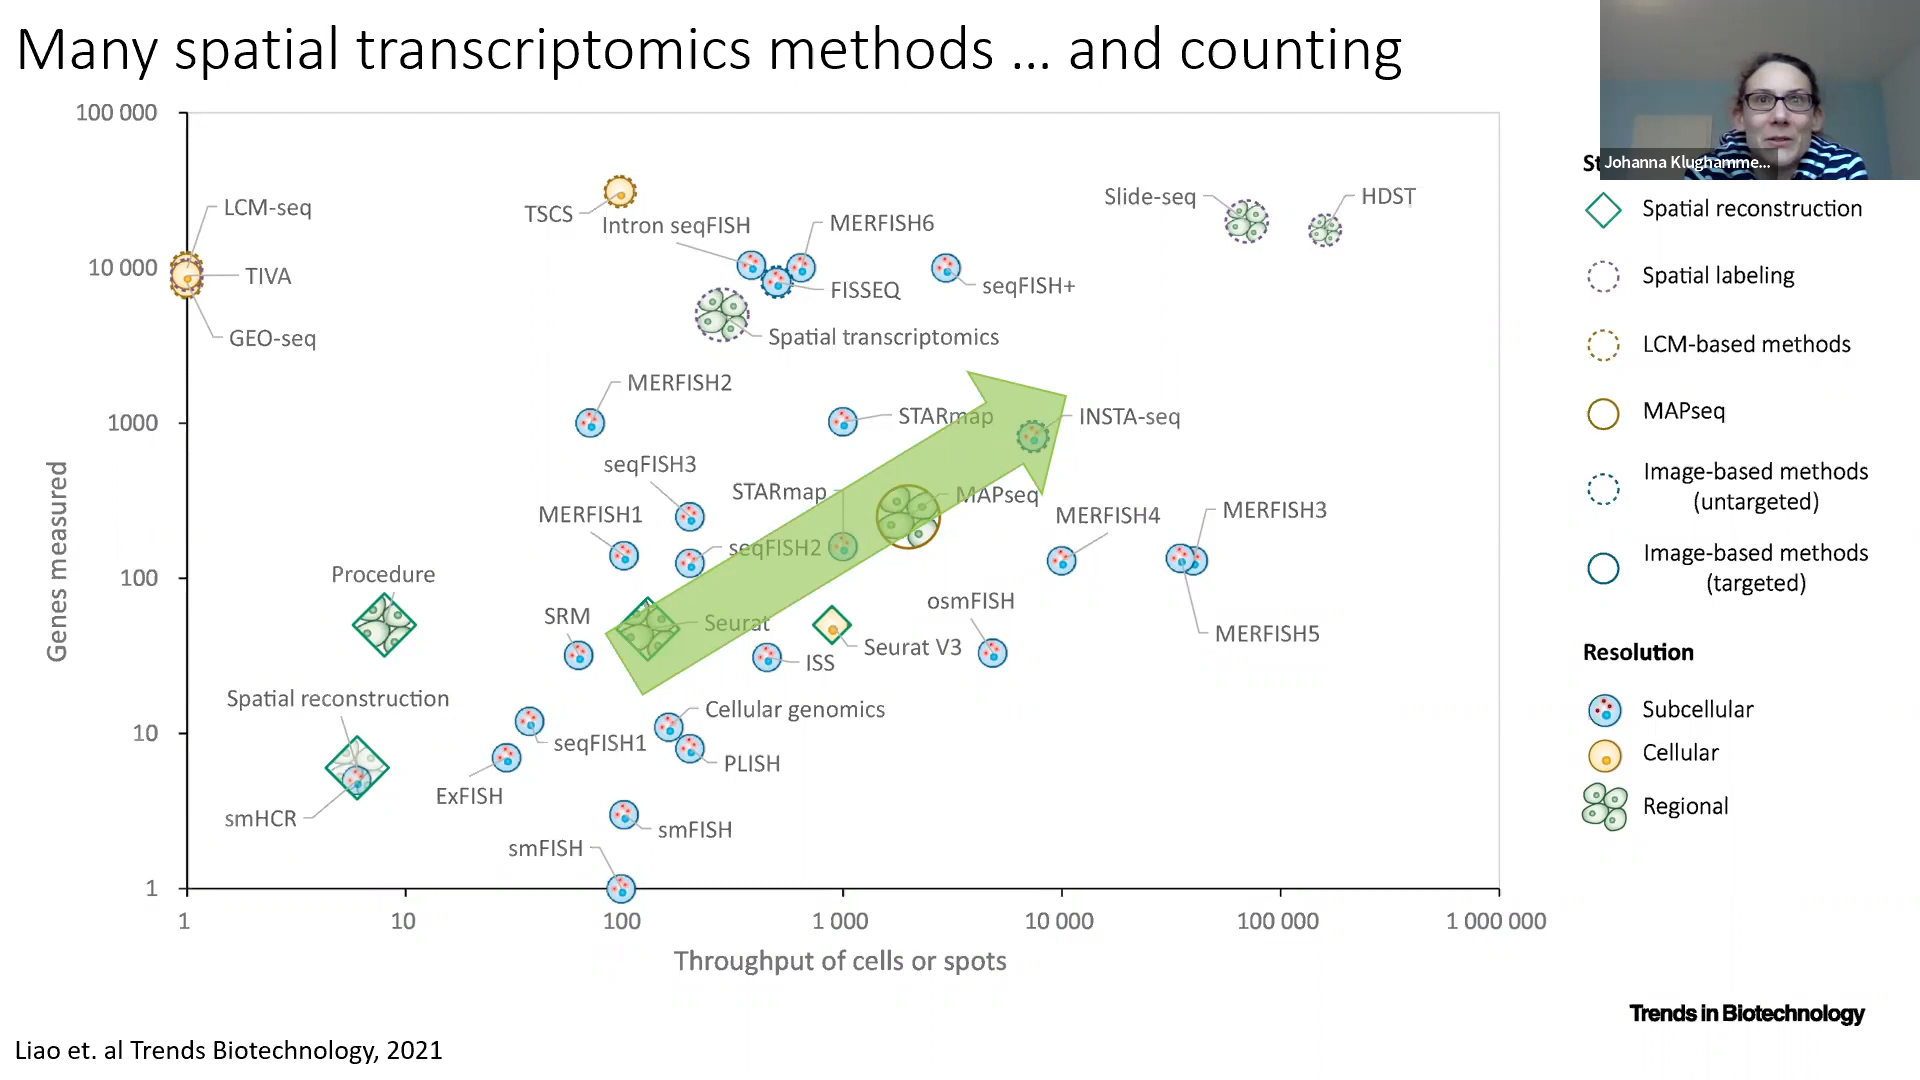 Many spatial transcriptomics methods ... and counting
Johanna Klughamme...
100 000
10 000
1000
100
10
1
Genes measured
1
10
100
1 000
10 000
100 000
1 000 000
Throughput of cells or spots
LCM-seq
TIVA
GEO-seq
TSCS
Intron seqFISH
MERFISH6
FISSEQ
seqFISH+
Spatial transcriptomics
Slide-seq
HDST
MERFISH2
STARmap
INSTA-seq
seqFISH3
STARmap
MAPseq
MERFISH1
seqFISH2
MERFISH4
MERFISH3
Procedure
SRM
Seurat
osmFISH
Seurat V3
ISS
MERFISH5
Spatial reconstruction
Cellular genomics
seqFISH1
PLISH
ExFISH
smHCR
smFISH
smFISH
St
Spatial reconstruction
Spatial labeling
LCM-based methods
MAPseq
Image-based methods
(untargeted)
Image-based methods
(targeted)
Resolution
Subcellular
Cellular
Regional
Trends in Biotechnology
Liao et. al Trends Biotechnology, 2021